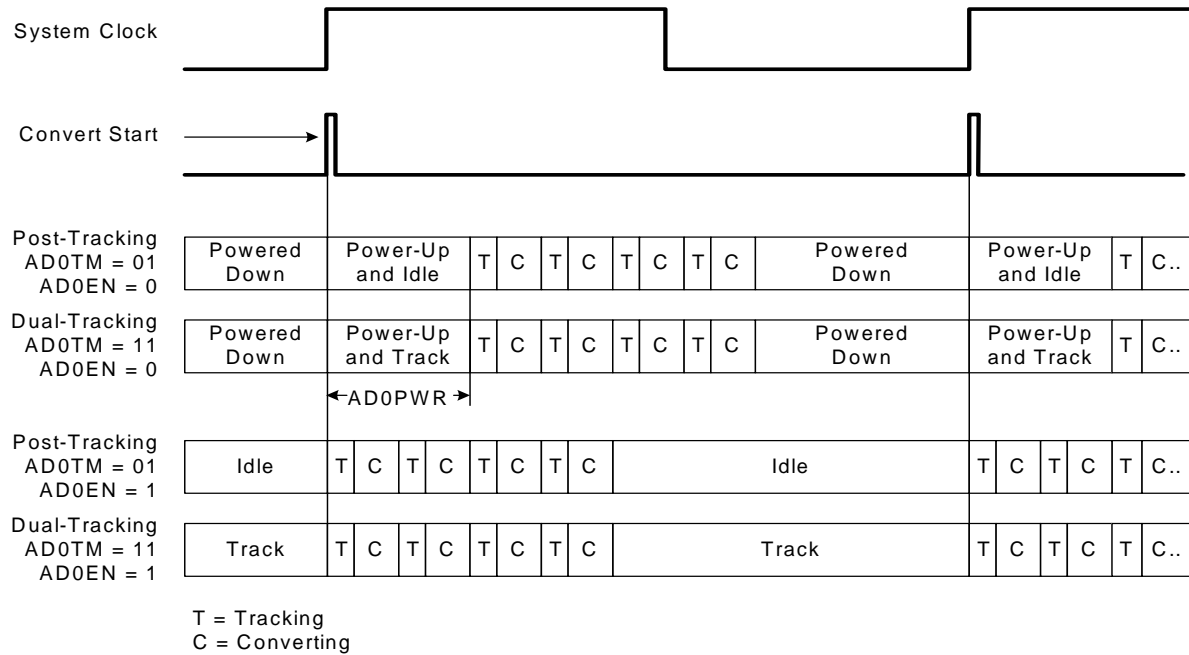 System Clock
Convert Start
Post-Tracking
AD0TM = 01
AD0EN = 0
Powered
Down
Power-Up
and Idle
T C T C T C T C
Powered
Down
Power-Up
and Idle
T C..
Dual-Tracking
AD0TM = 11
AD0EN = 0
Powered
Down
Power-Up
and Track
T C T C T C T C
Powered
Down
Power-Up
and Track
T C..
AD0PWR
Post-Tracking
AD0TM = 01
AD0EN = 1
Idle T C T C T C T C Idle T C T C T C..
Dual-Tracking
AD0TM = 11
AD0EN = 1
Track T C T C T C T C Track T C T C T C..
T = Tracking
C = Converting